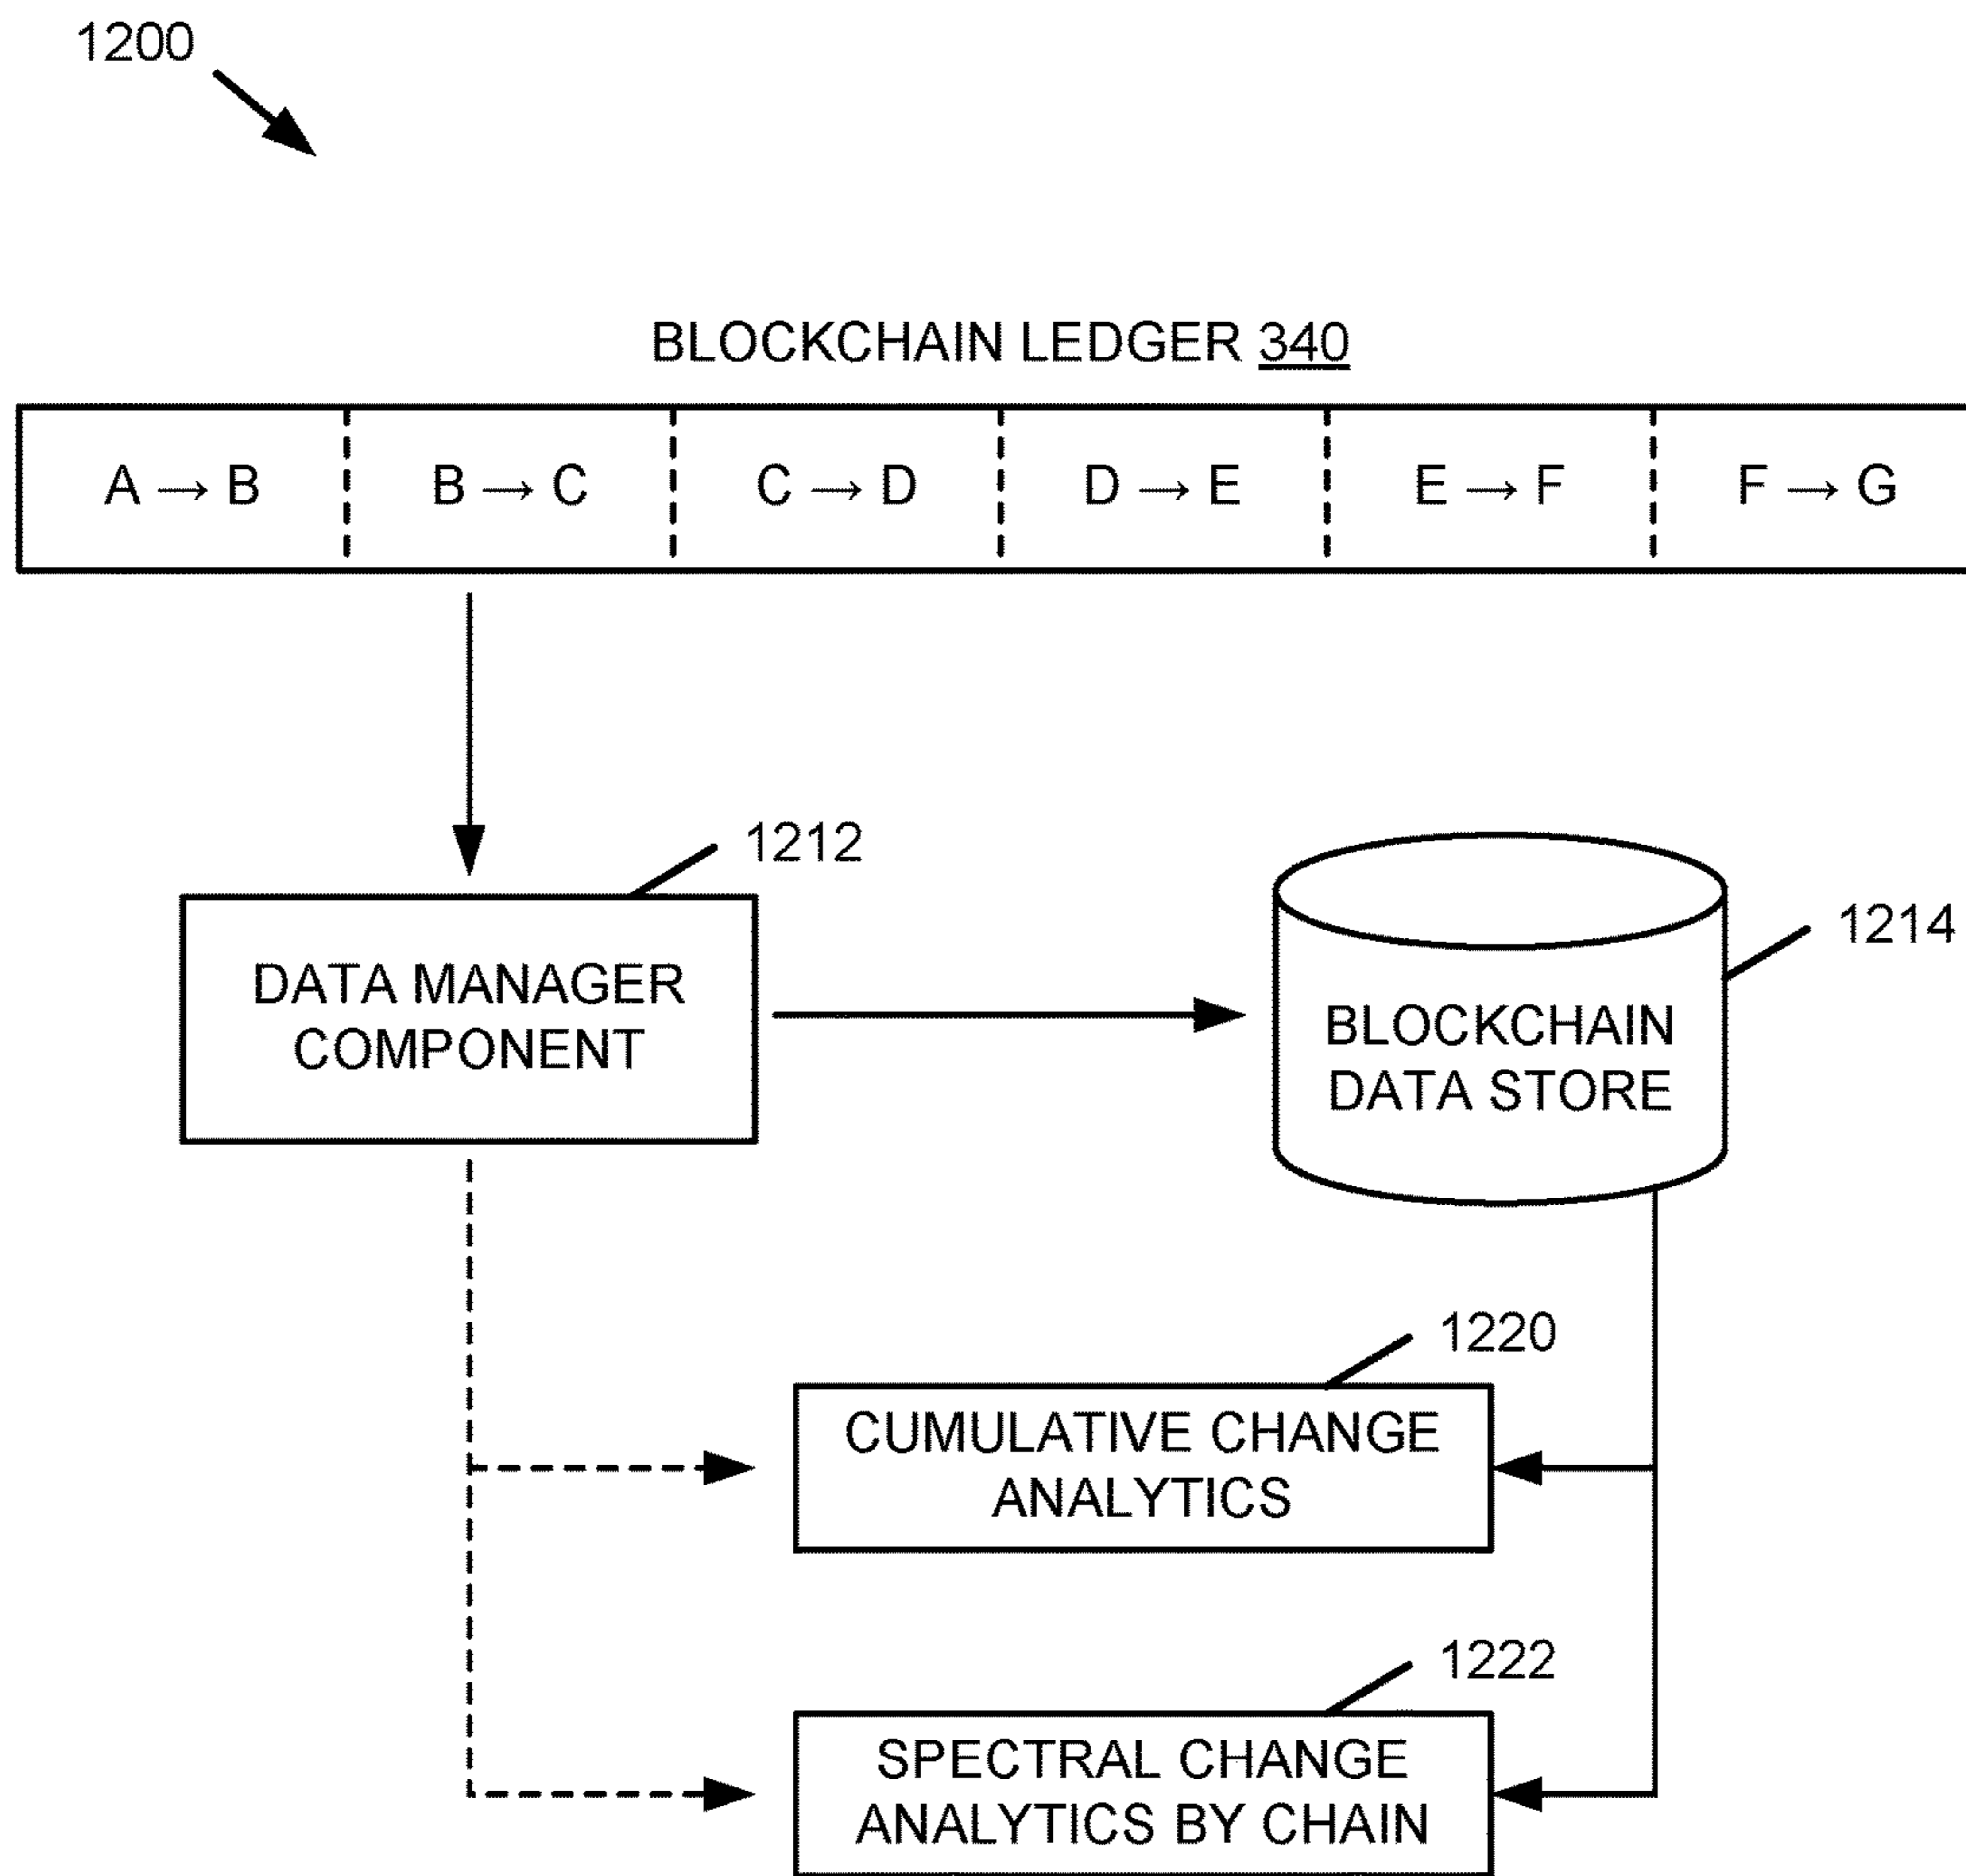 1200
BLOCKCHAIN LEDGER 340
A → B B → C C → D D → E E → F F → G
1212
DATA MANAGER
COMPONENT
1214
BLOCKCHAIN
DATA STORE
1220
CUMULATIVE CHANGE
ANALYTICS
1222
SPECTRAL CHANGE
ANALYTICS BY CHAIN